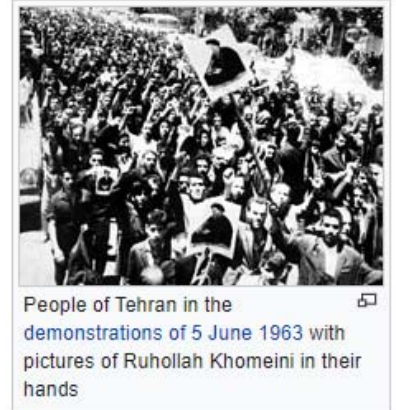 People of Tehran in the
demonstrations of 5 June 1963 with
pictures of Ruhollah Khomeini in their
hands